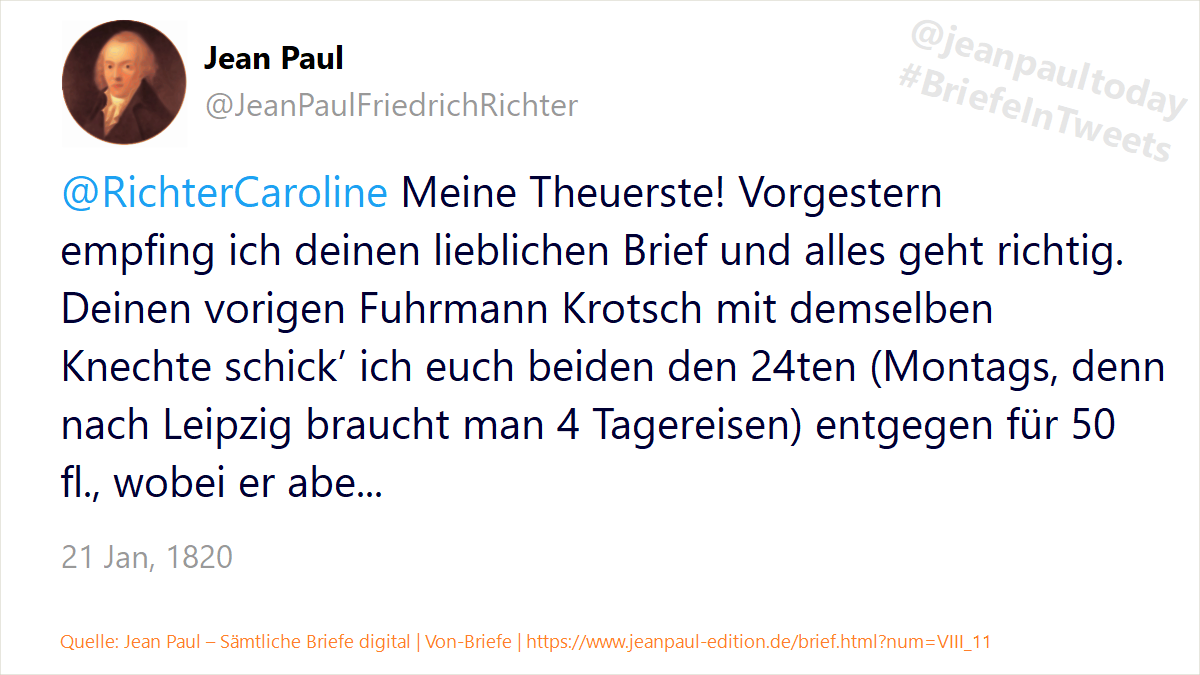 Jean Paul
@JeanPaulFriedrichRichter
@jeanpaultoday
#BriefeInTweets
@RichterCaroline Meine Theuerste! Vorgestern
empfing ich deinen lieblichen Brief und alles geht richtig.
Deinen vorigen Fuhrmann Krotsch mit demselben
Knechte schick’ ich euch beiden den 24ten (Montags, denn
nach Leipzig braucht man 4 Tagereisen) entgegen für 50
fl., wobei er abe...
21 Jan, 1820
Quelle: Jean Paul – Sämtliche Briefe digital | Von-Briefe | https://www.jeanpaul-edition.de/brief.html?num=VIII_11